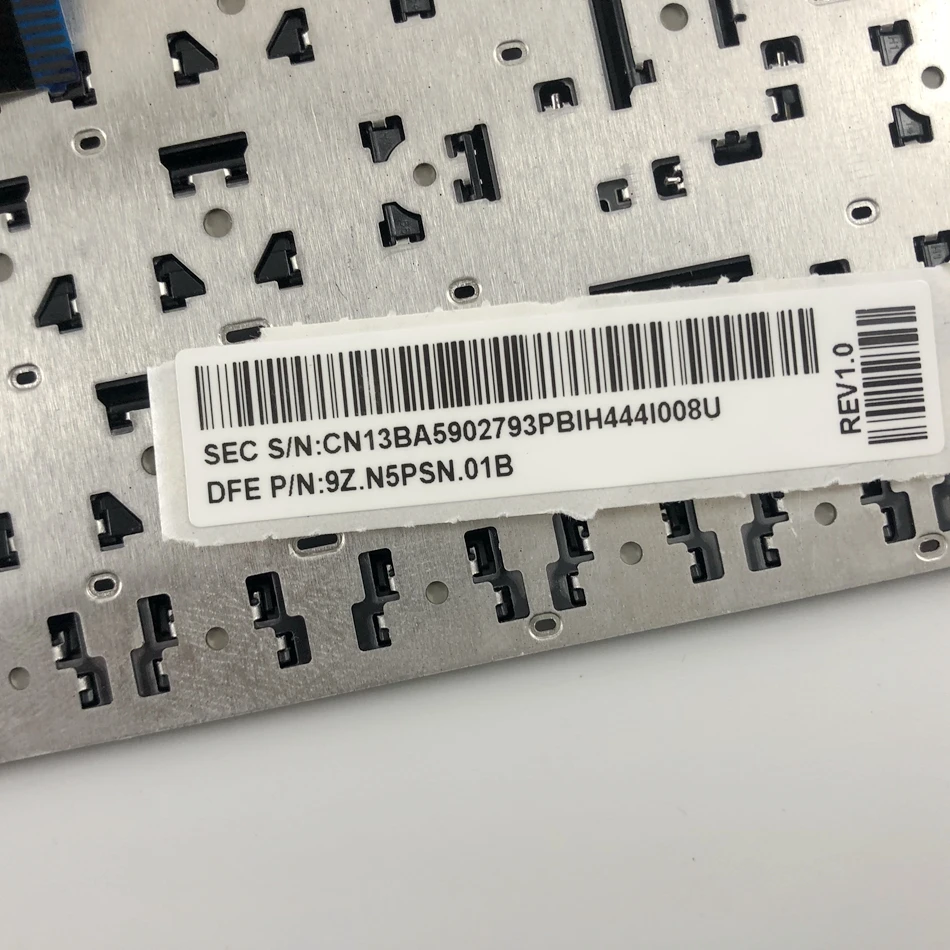 SEC S/N:CN13BA5902793PBIH444I008U
DFE P/N:9Z.N5PSN.01B
REV1.0